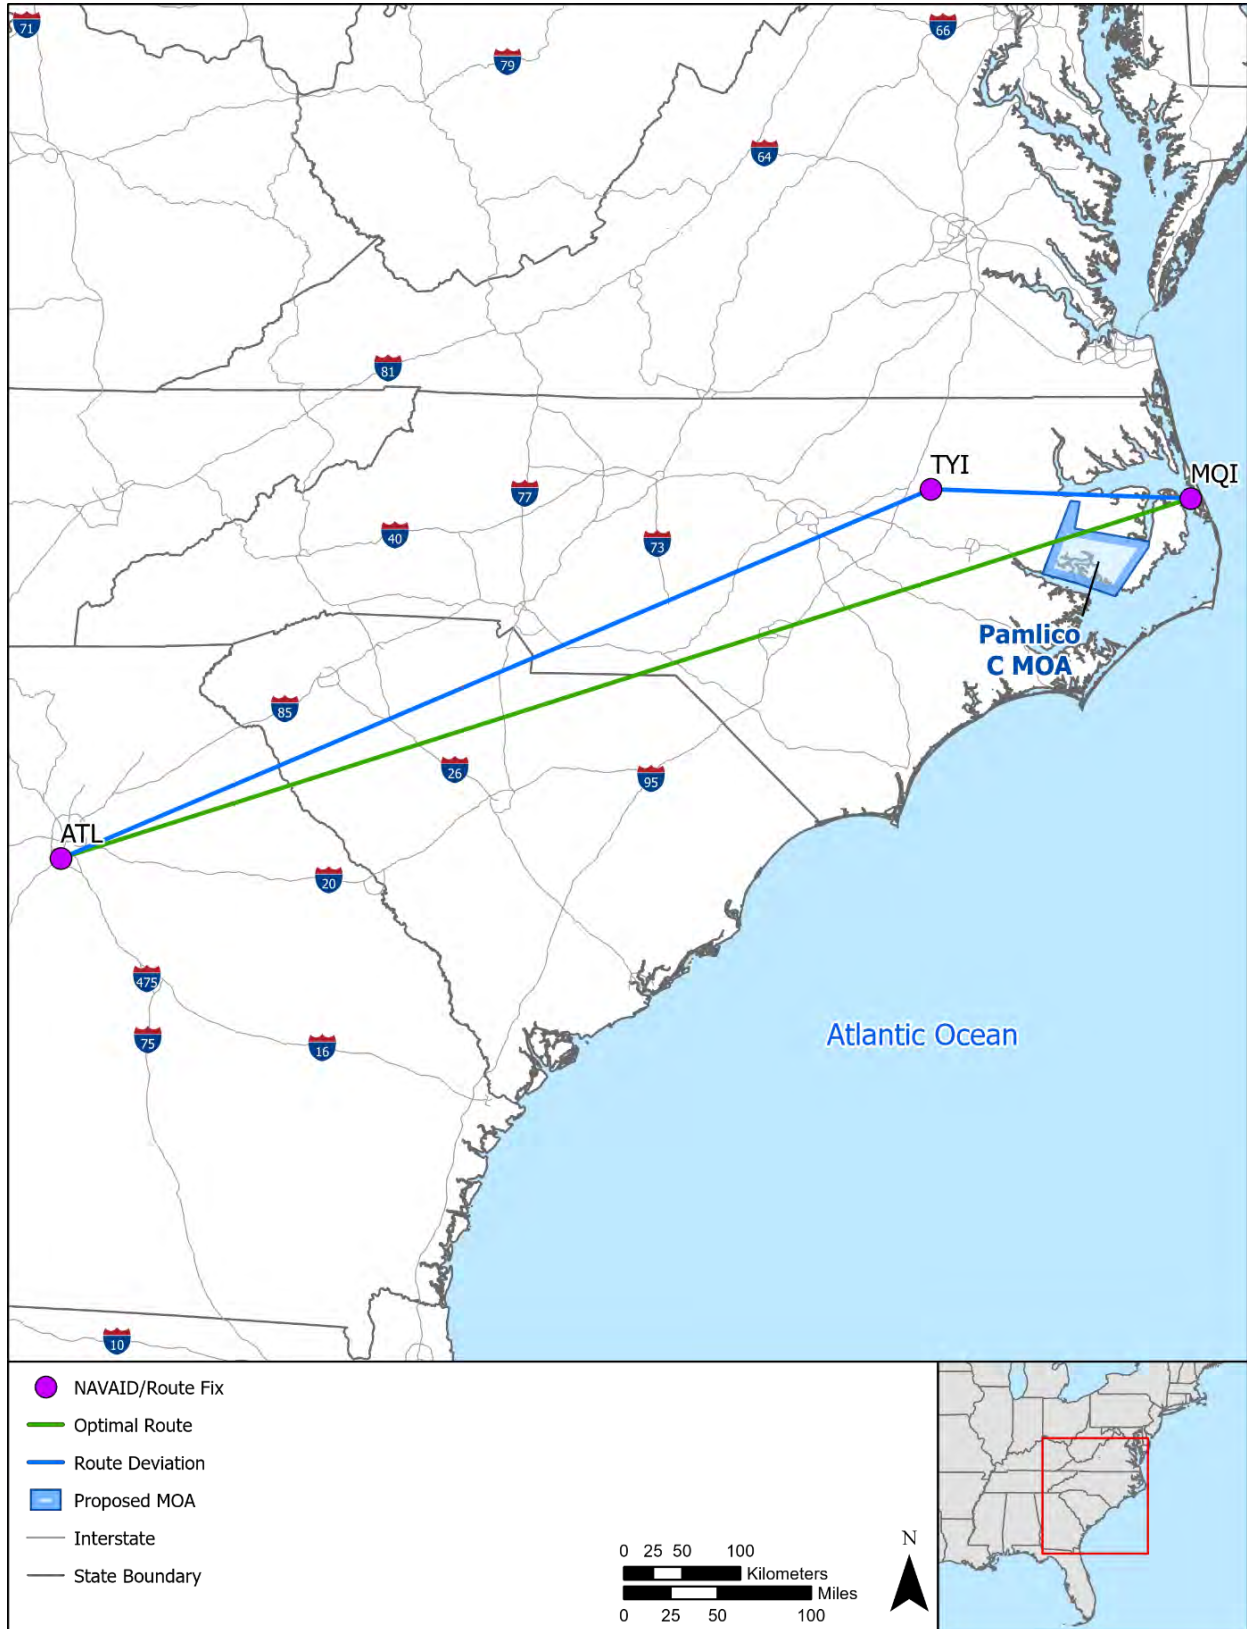 71
66
79
64
81
TYI
MQI
77
40
73
Pamlico
C MOA
85
26
95
ATL
20
475
75
16
Atlantic Ocean
10
NAVAID/Route Fix
Optimal Route
Route Deviation
Proposed MOA
Interstate
State Boundary
0 25 50 100
Kilometers
Miles
0 25 50 100
N